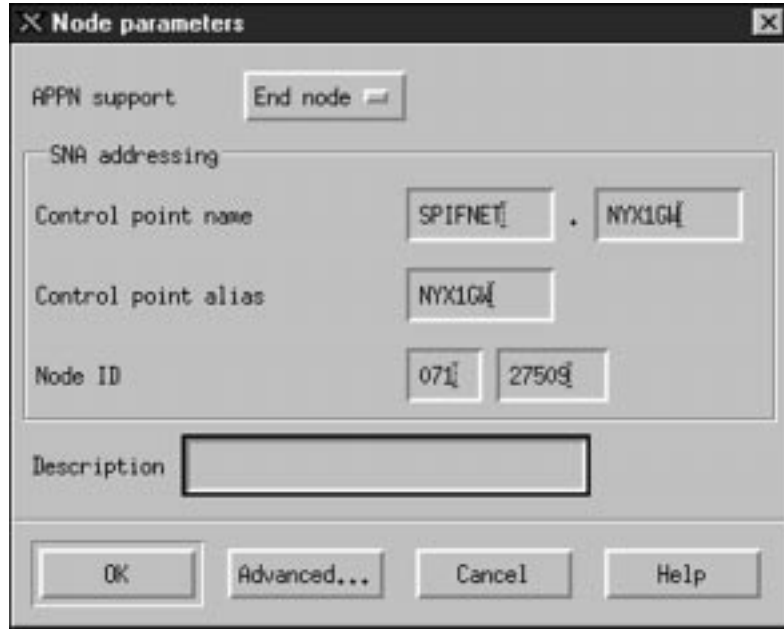 Node parameters
APPN support End node
SNA addressing
Control point name SPIFNET . NYX1GW
Control point alias NYX1GW
Node ID 071 27509
Description
OK Advanced... Cancel Help